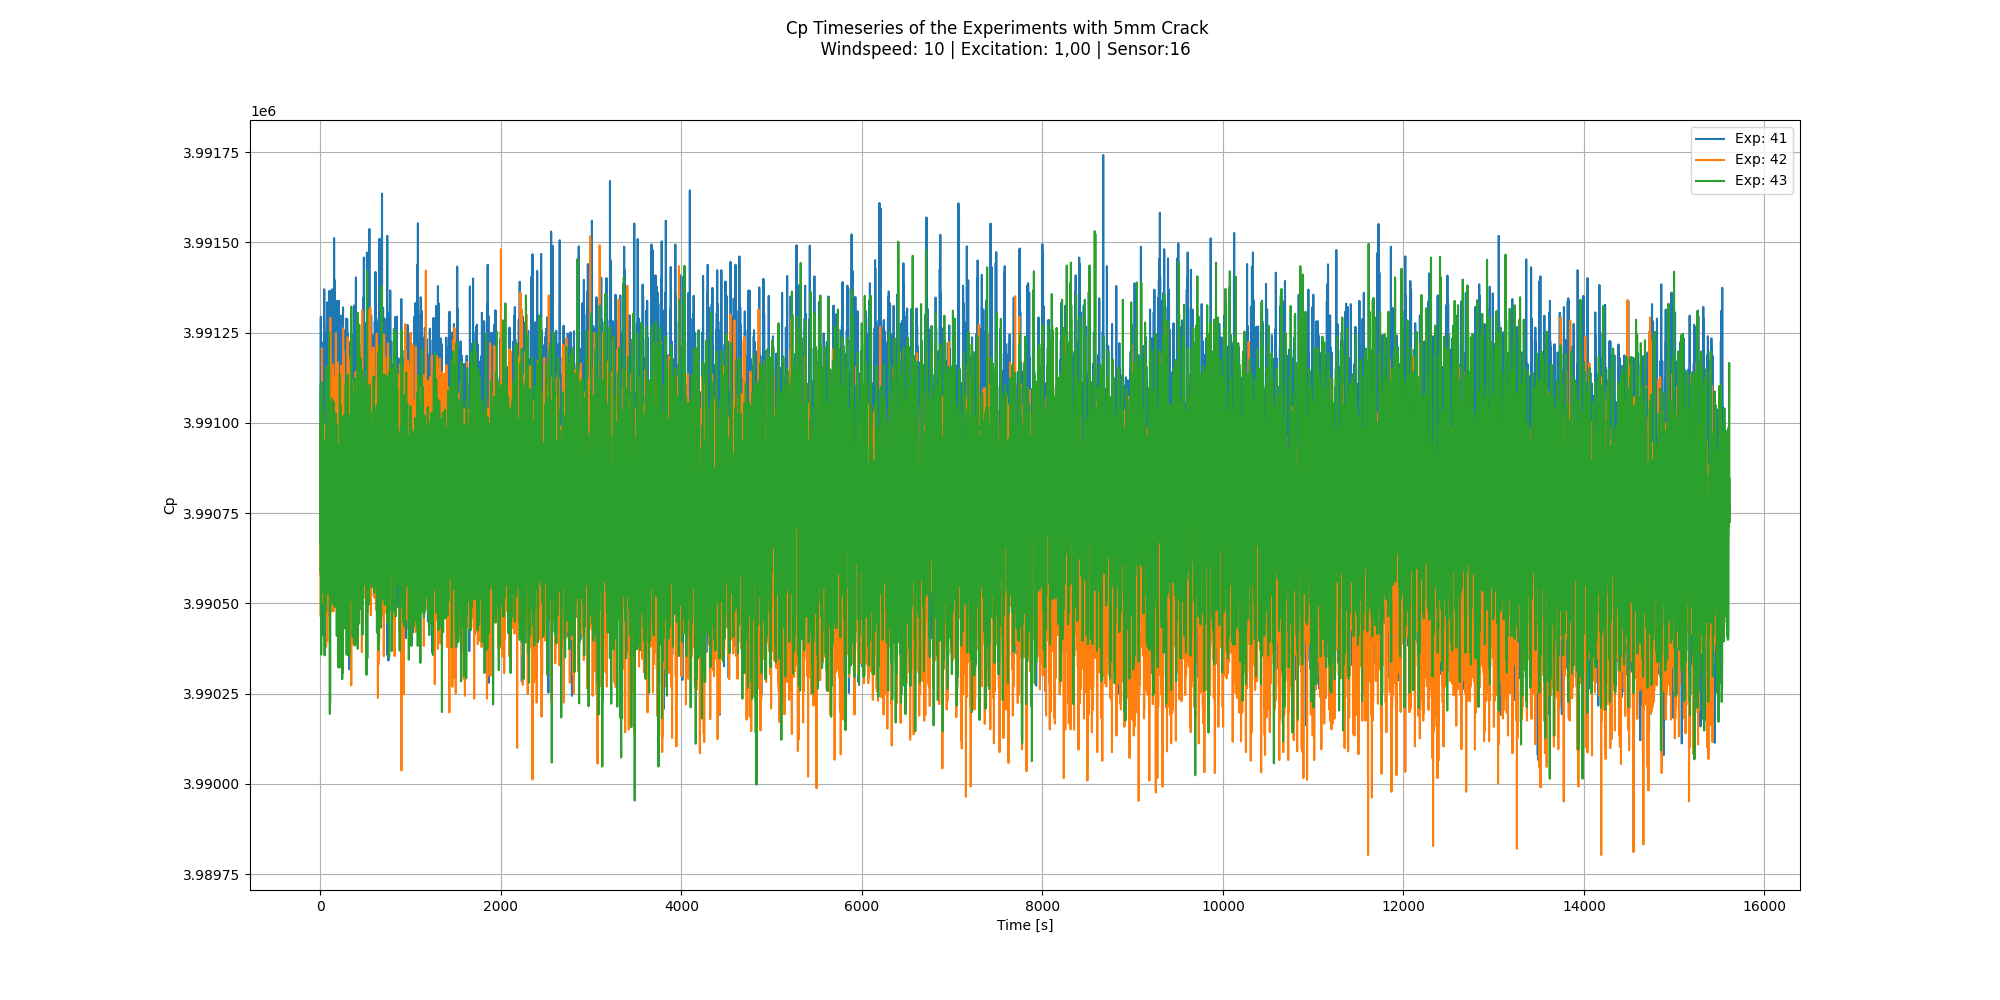 Cp Timeseries of the Experiments with 5mm Crack
Windspeed: 10 | Excitation: 1,00 | Sensor:16
1e6
Exp: 41
Exp: 42
Exp: 43
3.99175
3.99150
3.99125
3.99100
3.99075
3.99050
3.99025
3.99000
3.98975
Cp
0 2000 4000 6000 8000 10000 12000 14000 16000
Time [s]